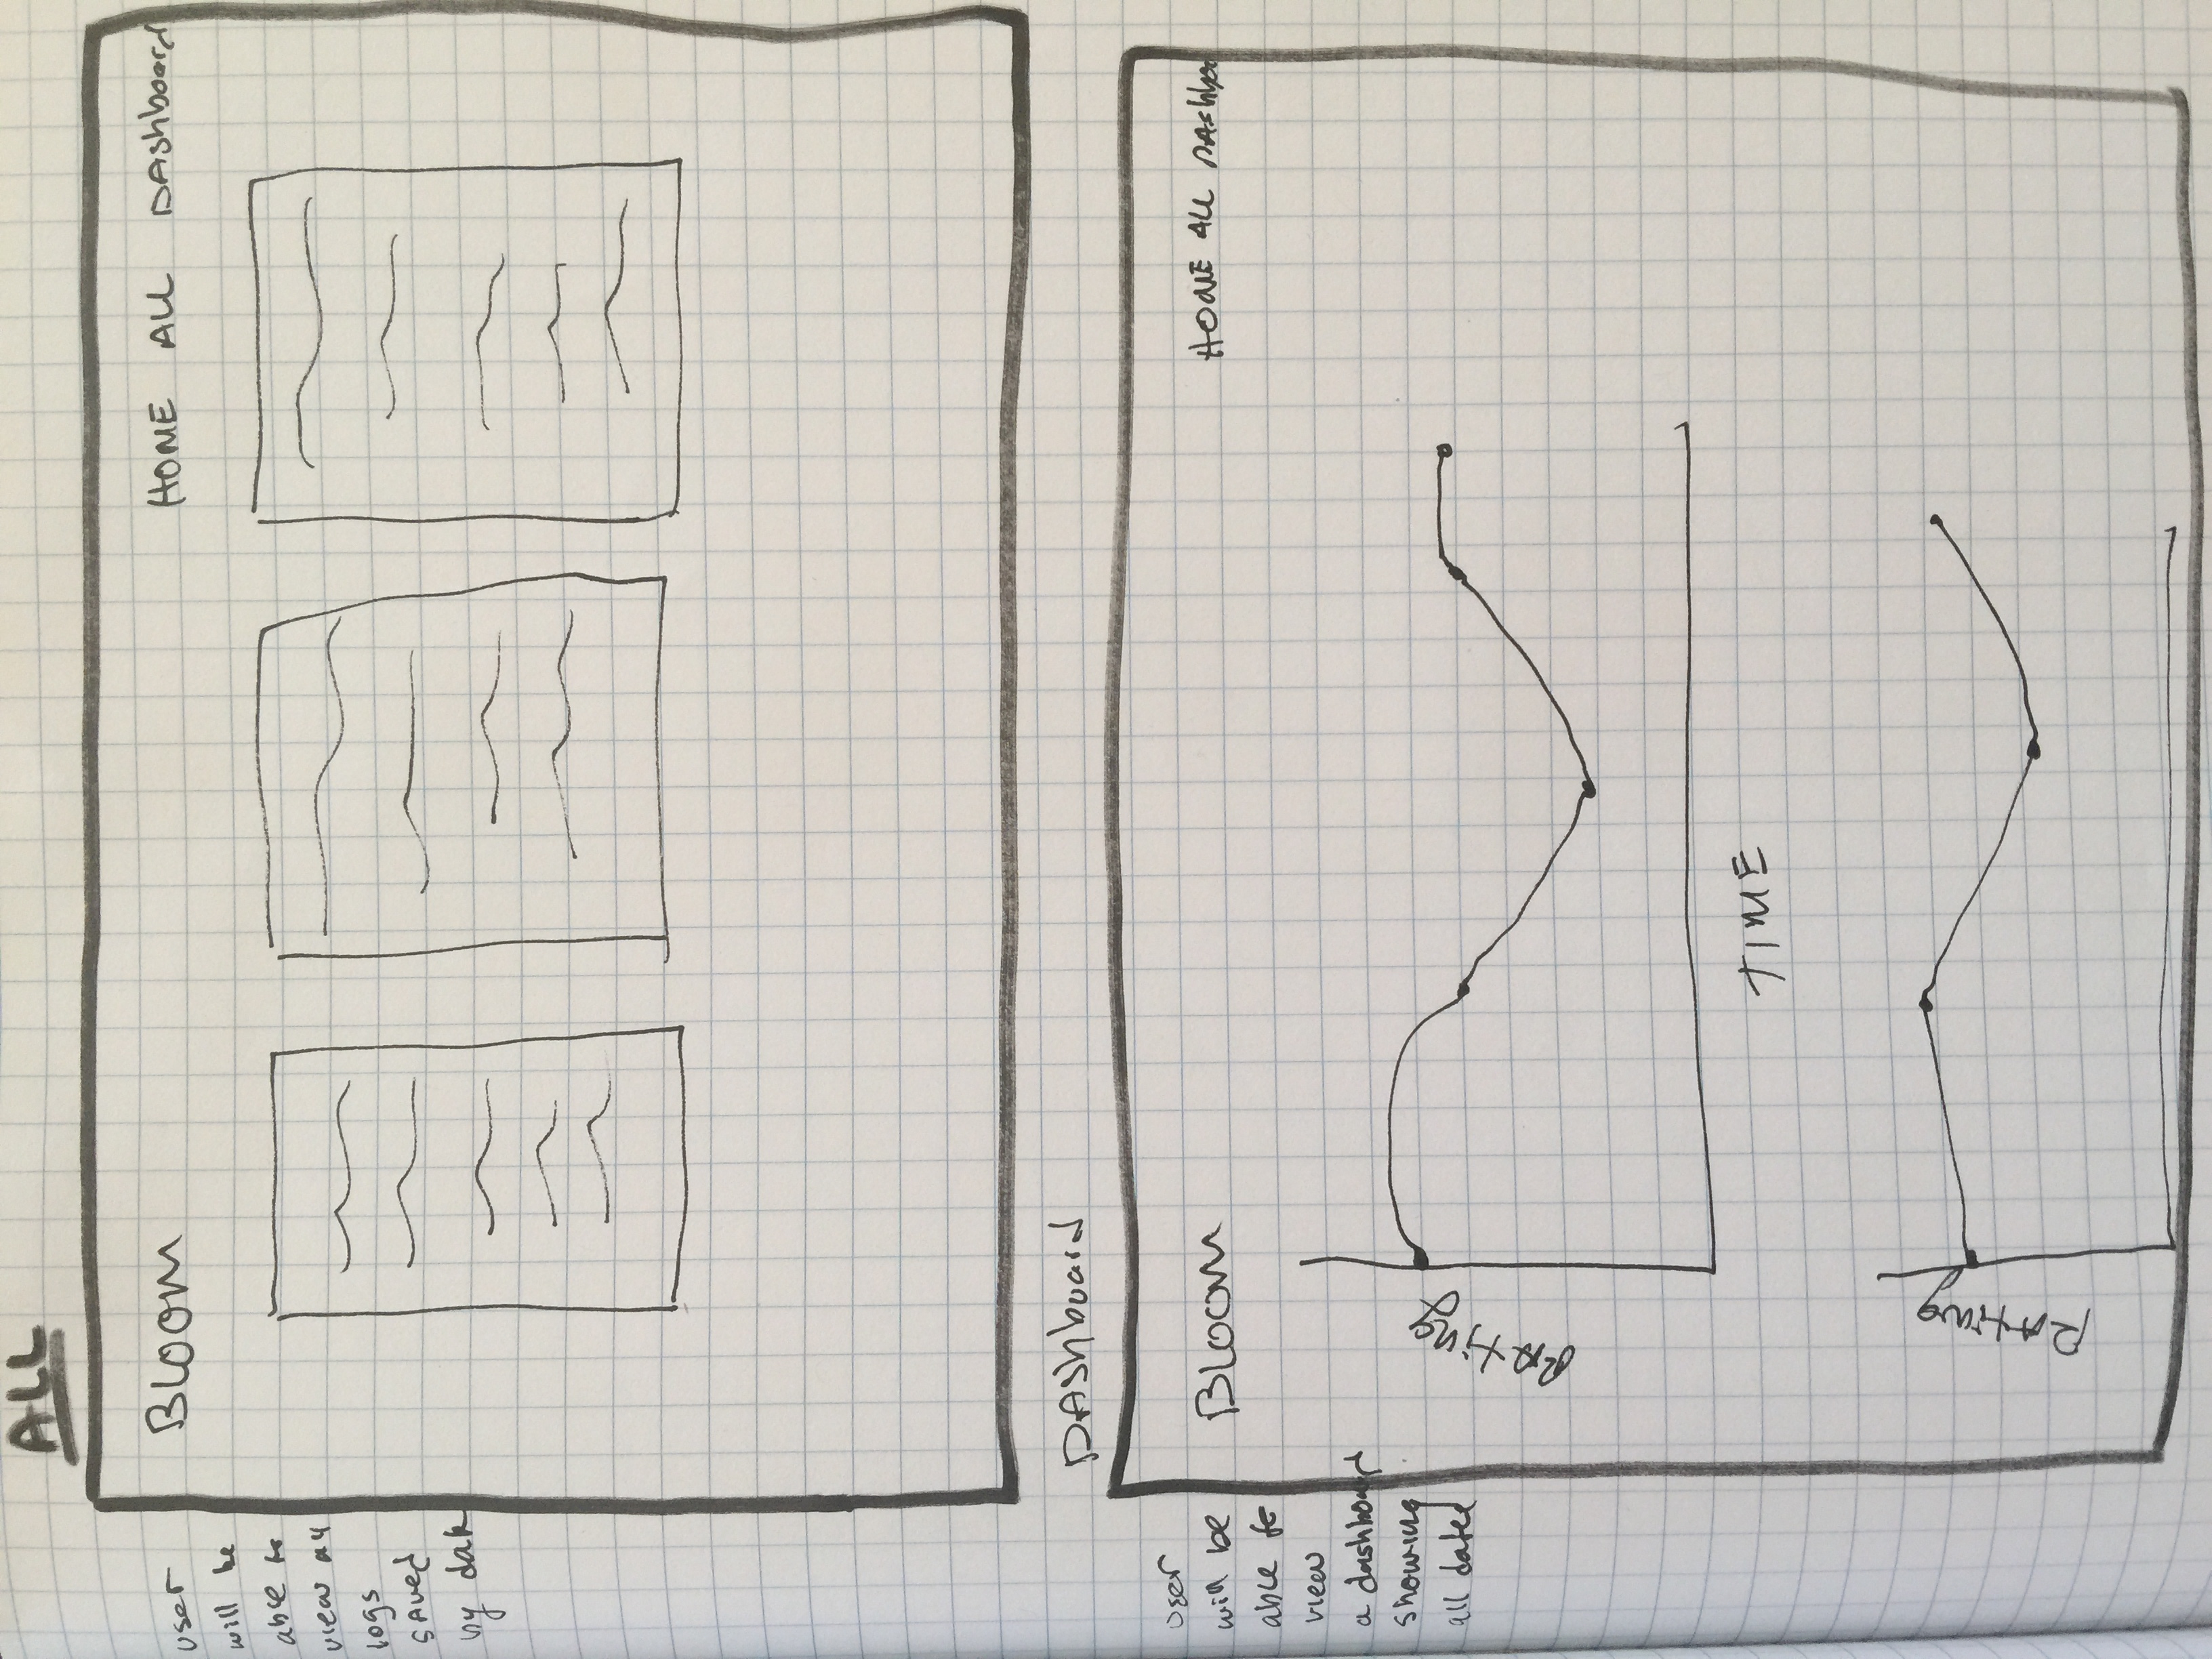 ALL
BLOOM
HOME ALL DAShboard
user
will be
able to
view all
logs
SAved
by date
DAShboard
user
will be
able to
view
a dashboard
showing
all dates
BLOOM
HOME ALL DAshboa
RAting
TIME
RAting